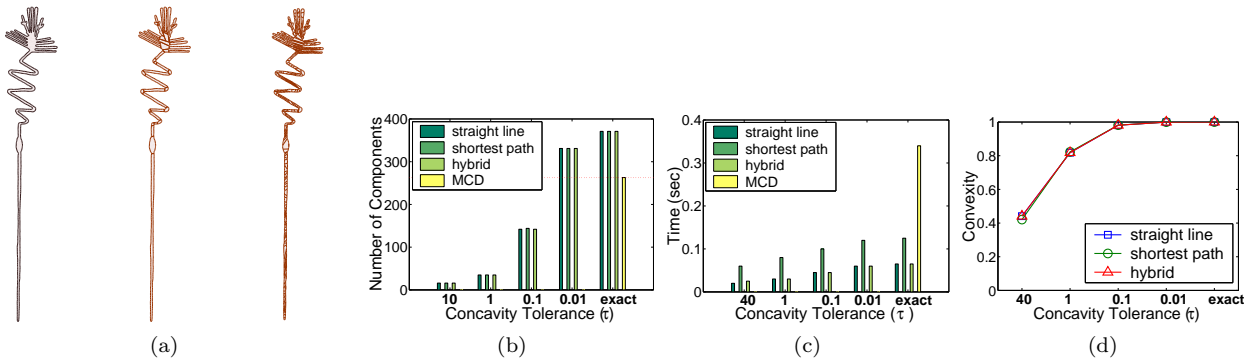 (a)
400
300
200
100
0
Number of Components
straight line
shortest path
hybrid
MCD
10 1 0.1 0.01 exact
Concavity Tolerance (τ)
(b)
0.4
0.3
0.2
0.1
0
Time (sec)
straight line
shortest path
hybrid
MCD
40 1 0.1 0.01 exact
Concavity Tolerance (τ )
(c)
1
0.8
0.6
0.4
0.2
0
Convexity
straight line
shortest path
hybrid
40 1 0.1 0.01 exact
Concavity Tolerance (τ)
(d)